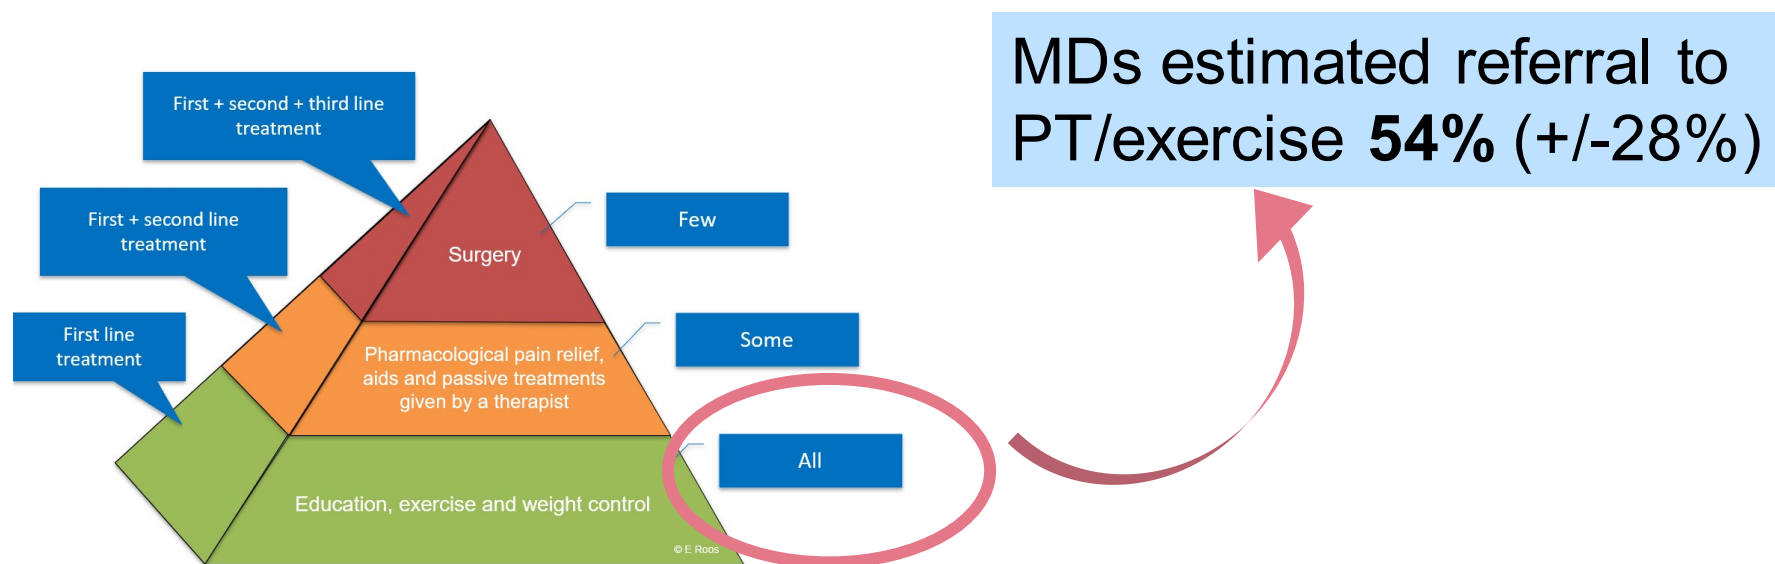 MDs estimated referral to
PT/exercise 54% (+/-28%)
First + second + third line
treatment
First + second line
treatment
First line
treatment
Surgery
Few
Pharmacological pain relief,
aids and passive treatments
given by a therapist
Some
Education, exercise and weight control
All
© E Roos